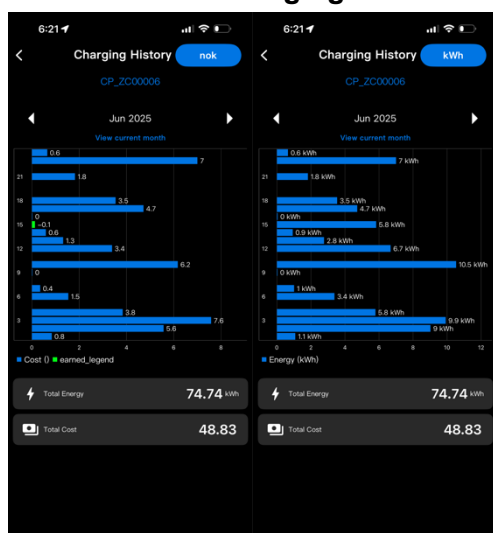 6:21
Charging History nok
CP_ZC00006
Jun 2025
View current month
0.6
7
21 1.8
18 3.5
4.7
0
15 -0.1
0.6
1.3
12 3.4
6.2
9 0
0.4
6 1.5
3.8
3 7.6
5.6
0.8
0 2 4 6 8
Cost () earned_legend
Total Energy 74.74 kWh
Total Cost 48.83
6:21
Charging History kWh
CP_ZC00006
Jun 2025
View current month
0.6 kWh
7 kWh
21 1.8 kWh
18 3.5 kWh
4.7 kWh
0 kWh
15 5.8 kWh
0.9 kWh
2.8 kWh
12 6.7 kWh
10.5 kWh
9 0 kWh
1 kWh
6 3.4 kWh
5.8 kWh
3 9.9 kWh
9 kWh
1.1 kWh
0 2 4 6 8 10 12
Energy (kWh)
Total Energy 74.74 kWh
Total Cost 48.83